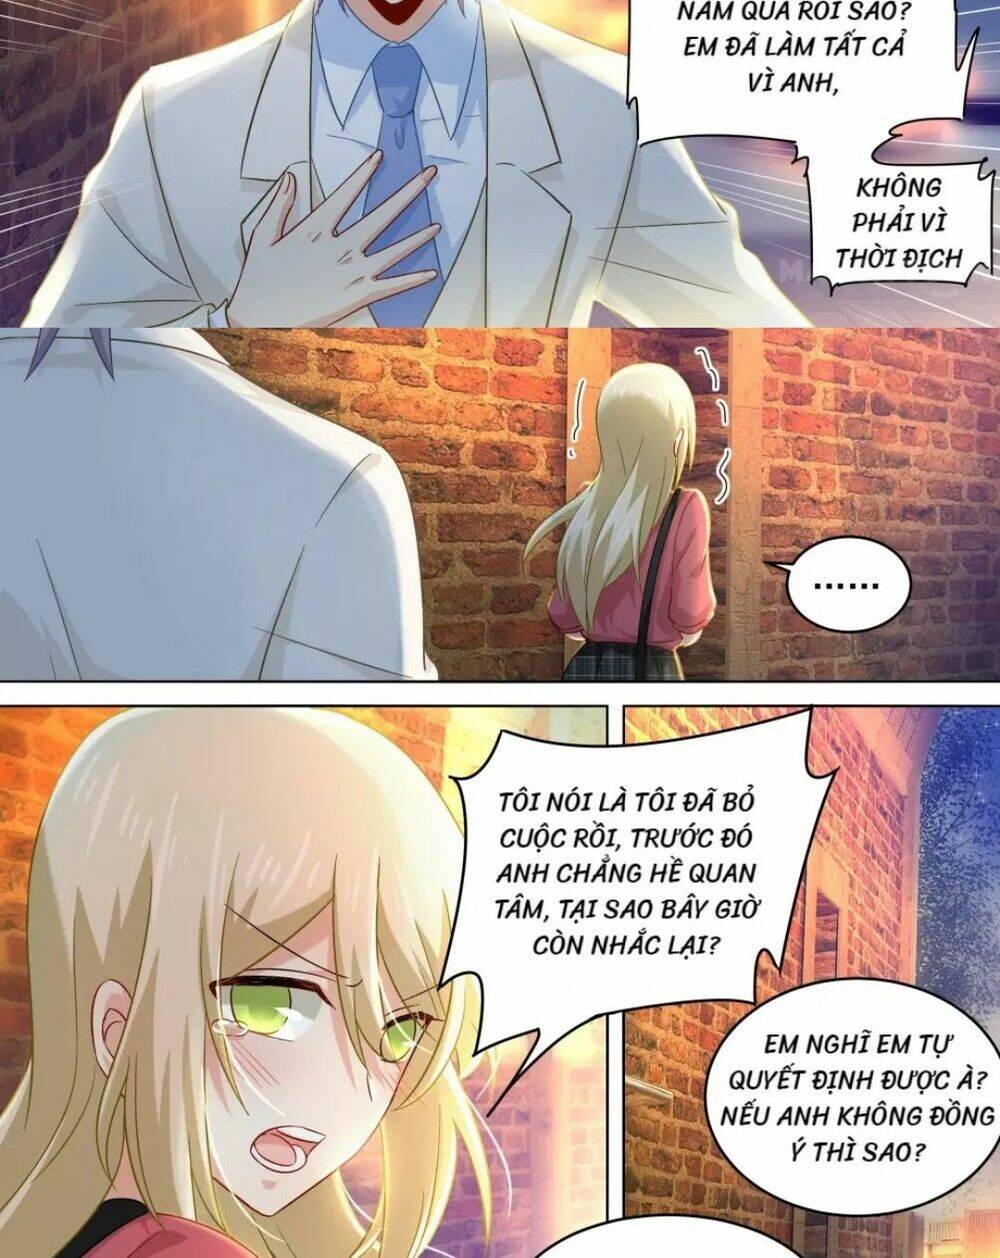 NĂM QUA RỒI SAO?
EM ĐÃ LÀM TẤT CẢ
VÌ ANH,
KHÔNG
PHẢI VÌ
THỜI ĐỊCH
......
TÔI NÓI LÀ TÔI ĐÃ BỎ
CUỘC RỒI, TRƯỚC ĐÓ
ANH CHẲNG HỀ QUAN
TÂM, TẠI SAO BÂY GIỜ
CÒN NHẮC LẠI?
EM NGHĨ EM TỰ
QUYẾT ĐỊNH ĐƯỢC À?
NẾU ANH KHÔNG ĐỒNG
Ý THÌ SAO?